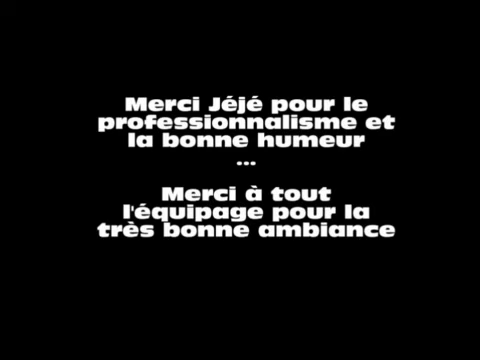 Merci Jéjé pour le
professionnalisme et
la bonne humeur
...
Merci à tout
l'équipage pour la
très bonne ambiance